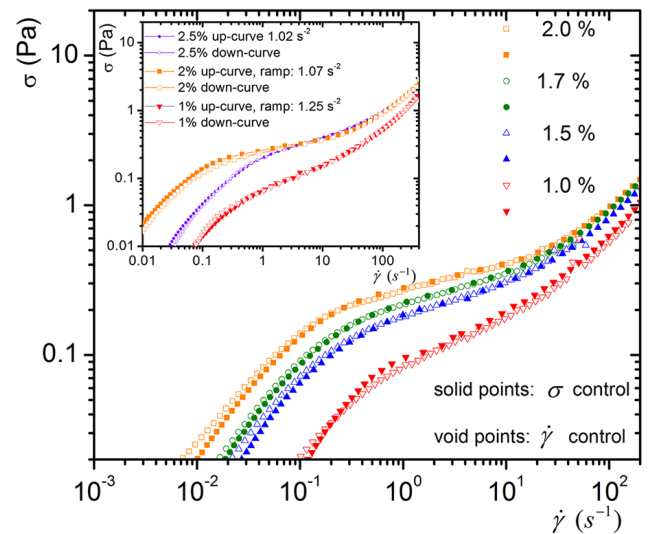 σ (Pa)
10
1
0.1
10⁻³
10⁻²
10⁻¹
10⁰
10¹
10²
γ̇ (s⁻¹)
2.0 %
1.7 %
1.5 %
1.0 %
solid points: σ control
void points: γ̇ control
σ (Pa)
10
1
0.1
0.01
0.01
0.1
1
10
100
γ̇ (s⁻¹)
2.5% up-curve 1.02 s⁻²
2.5% down-curve
2% up-curve, ramp: 1.07 s⁻²
2% down-curve
1% up-curve, ramp: 1.25 s⁻²
1% down-curve